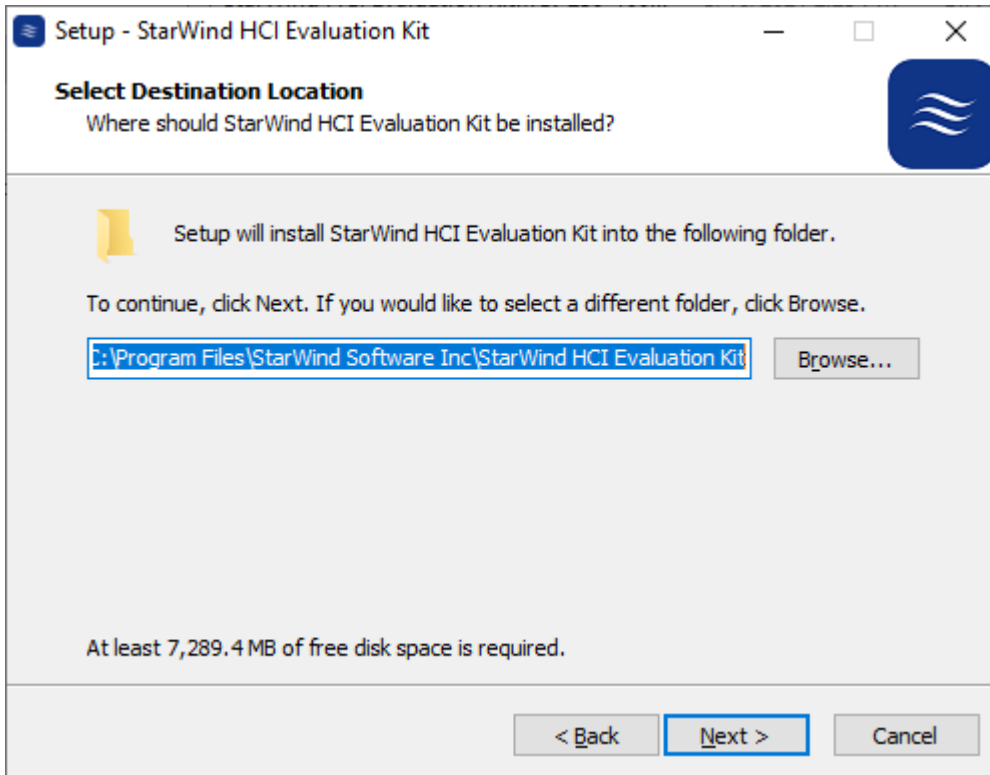 Setup - StarWind HCI Evaluation Kit
Select Destination Location
Where should StarWind HCI Evaluation Kit be installed?
Setup will install StarWind HCI Evaluation Kit into the following folder.
To continue, click Next. If you would like to select a different folder, click Browse.
C:\Program Files\StarWind Software Inc\StarWind HCI Evaluation Kit
Browse...
At least 7,289.4 MB of free disk space is required.
< Back
Next >
Cancel